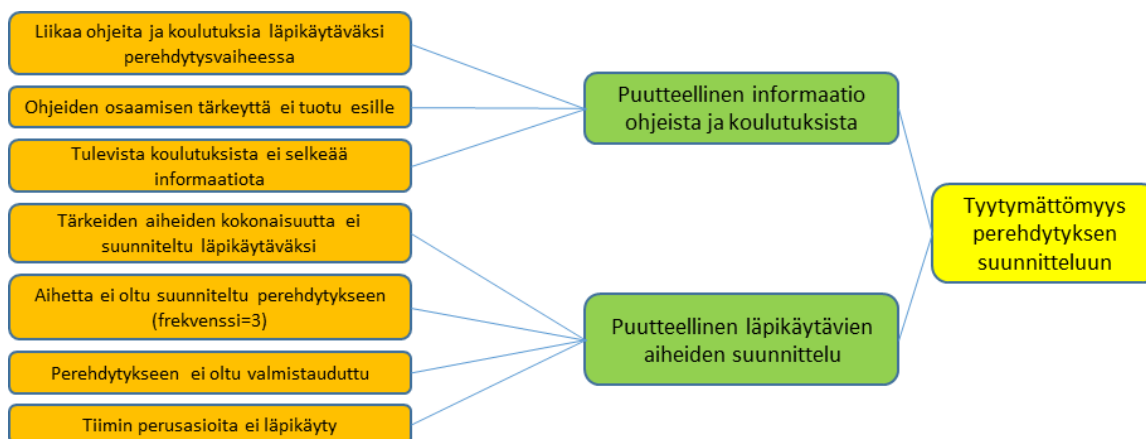 Liikaa ohjeita ja koulutuksia läpikäytäväksi
perehdytysvaiheessa
Ohjeiden osaamisen tärkeyttä ei tuotu esille
Tulevista koulutuksista ei selkeää
informaatiota
Tärkeiden aiheiden kokonaisuutta ei
suunniteltu läpikäytäväksi
Aihetta ei oltu suunniteltu perehdytykseen
(frekvenssi=3)
Perehdytykseen ei oltu valmistauduttu
Tiimin perusasioita ei läpikäyty
Puutteellinen informaatio
ohjeista ja koulutuksista
Puutteellinen läpikäytävien
aiheiden suunnittelu
Tyytymättömyys
perehdytyksen
suunnitteluun